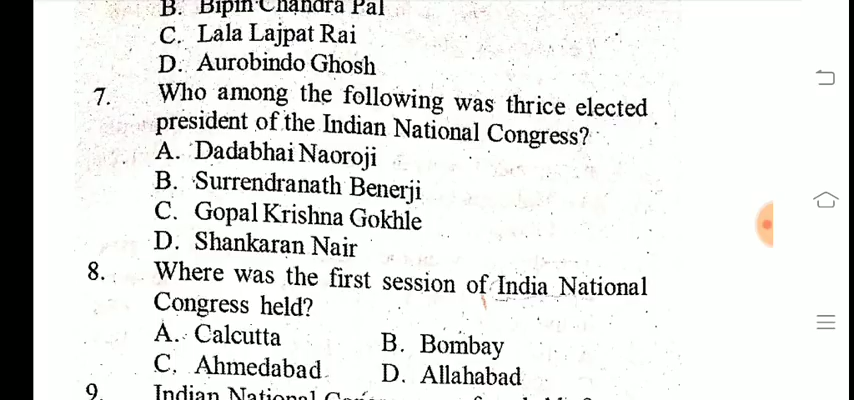 B. Bipin Chandra Pal
C. Lala Lajpat Rai
D. Aurobindo Ghosh
7. Who among the following was thrice elected
president of the Indian National Congress?
A. Dadabhai Naoroji
B. Surrendranath Benerji
C. Gopal Krishna Gokhle
D. Shankaran Nair
8. Where was the first session of India National
Congress held?
A. Calcutta B. Bombay
C. Ahmedabad D. Allahabad
9. Indian National